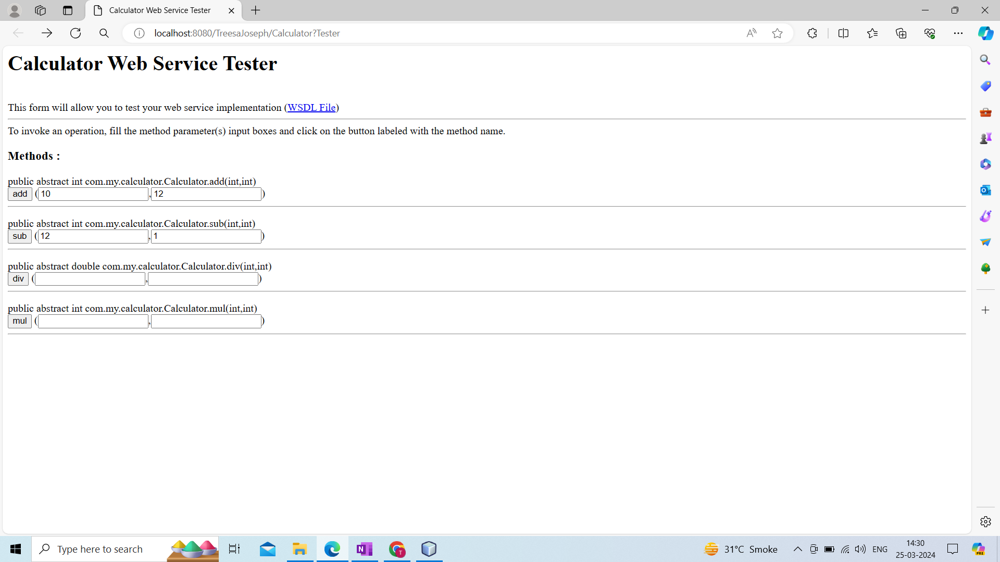 Calculator Web Service Tester
localhost:8080/TreesaJoseph/Calculator?Tester
Calculator Web Service Tester
This form will allow you to test your web service implementation (WSDL File)
To invoke an operation, fill the method parameter(s) input boxes and click on the button labeled with the method name.
Methods :
public abstract int com.my.calculator.Calculator.add(int,int)
add (10,12)
public abstract int com.my.calculator.Calculator.sub(int,int)
sub (12,1)
public abstract double com.my.calculator.Calculator.div(int,int)
div (,)
public abstract int com.my.calculator.Calculator.mul(int,int)
mul (,)
Type here to search
N
T
31°C Smoke
ENG
14:30
25-03-2024
PRE